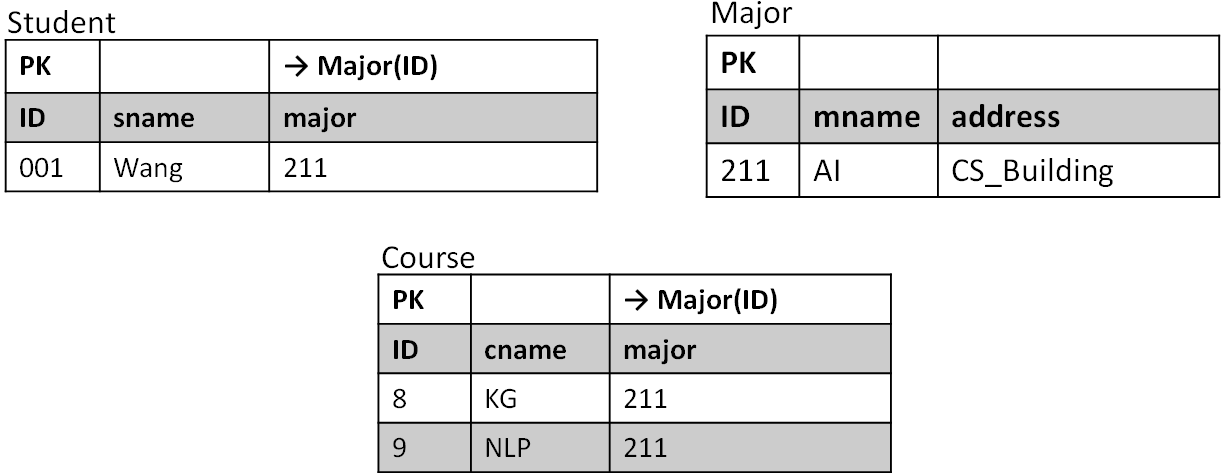 Student
PK → Major(ID)
ID sname major
001 Wang 211
Major
PK
ID mname address
211 AI CS_Building
Course
PK → Major(ID)
ID cname major
8 KG 211
9 NLP 211